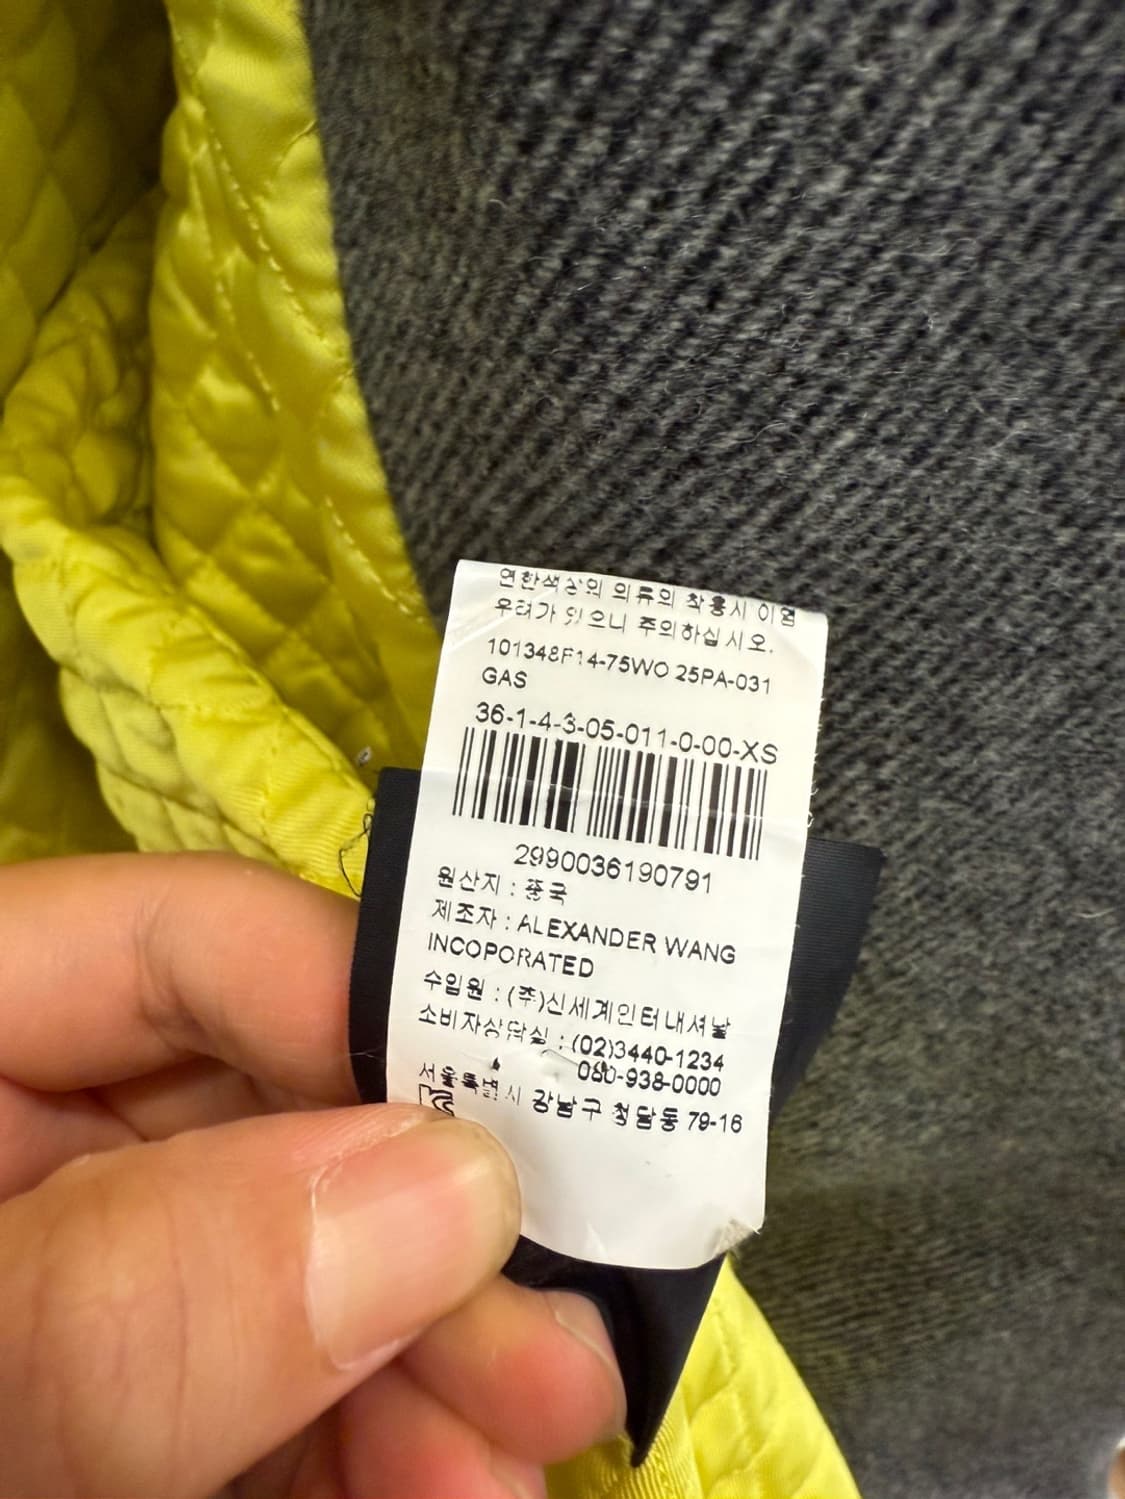 연한색상의 의류의 착용시 이염
우려가 있으니 주의하십시오.
101348F14-75WO 25PA-031
GAS
36-1-4-3-05-011-0-00-XS
2990036190791
원산지 : 중국
제조자 : ALEXANDER WANG
INCOPORATED
수입원 : (주)신세계인터내셔날
소비자상담실 : (02)3440-1234
080-938-0000
서울특별시 강남구 청담동 79-16